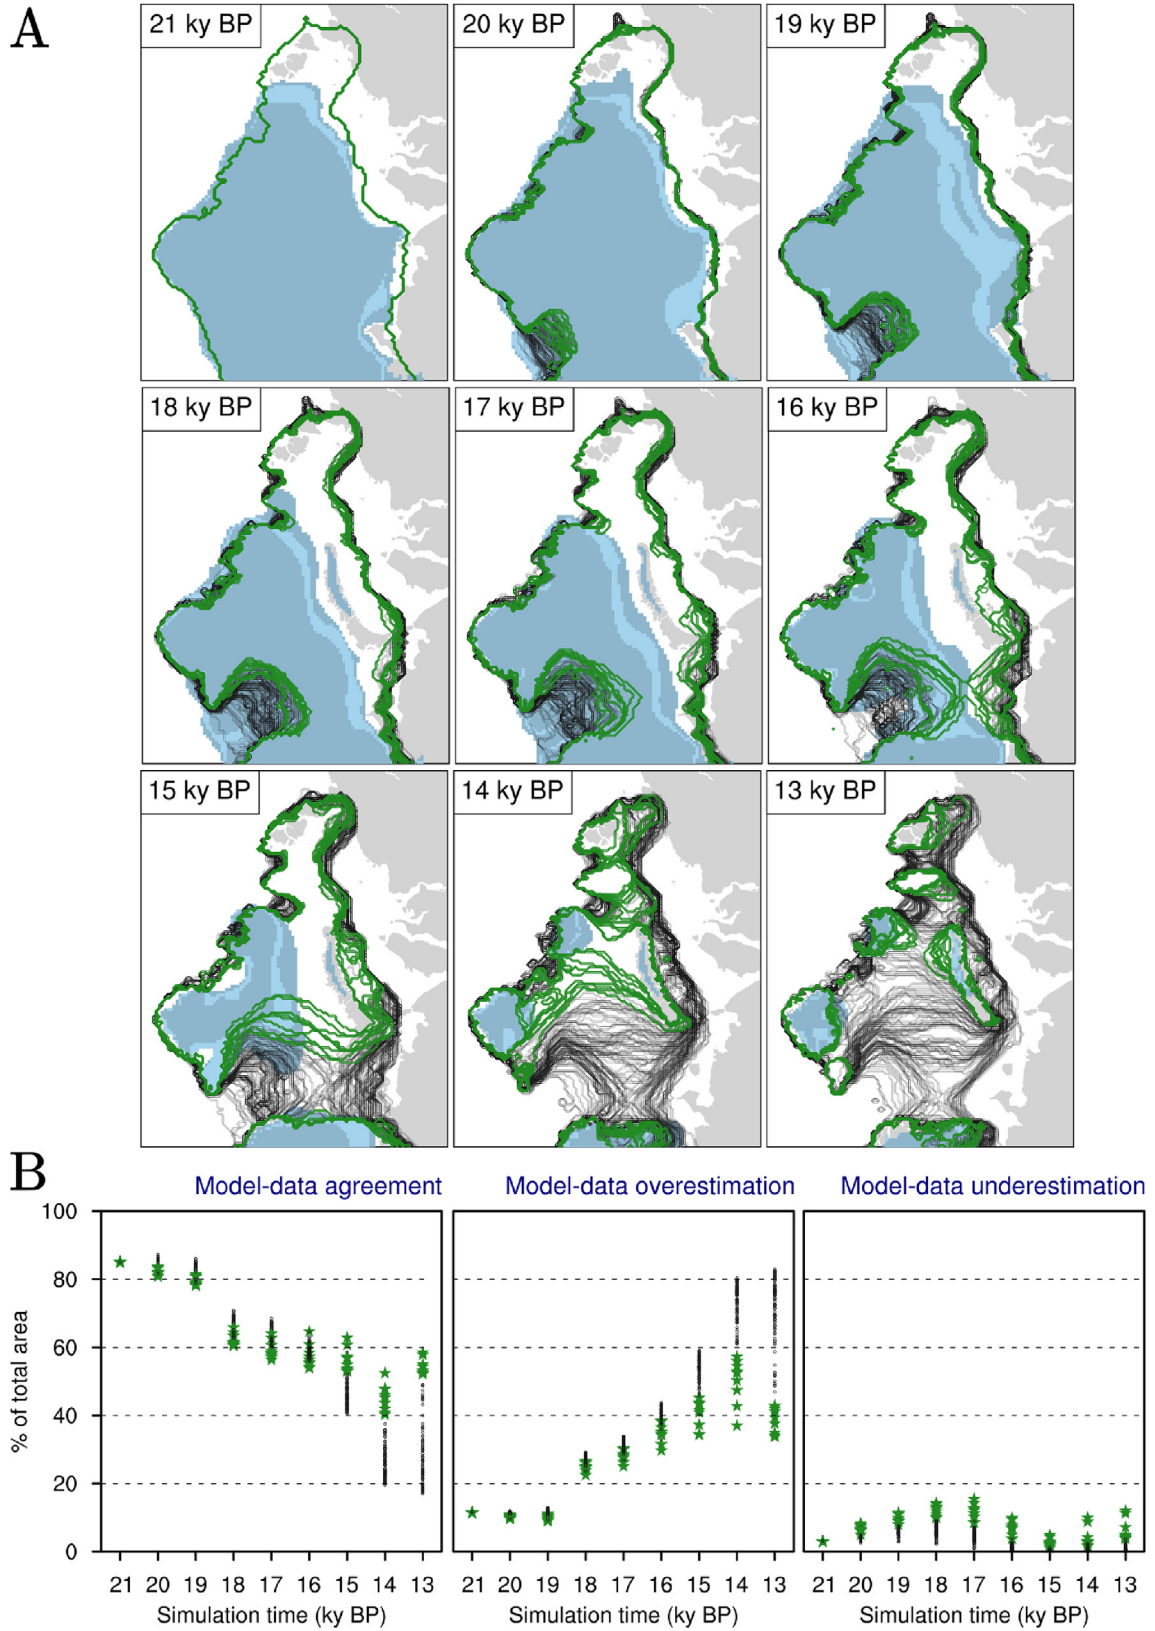 A
21 ky BP
20 ky BP
19 ky BP
18 ky BP
17 ky BP
16 ky BP
15 ky BP
14 ky BP
13 ky BP
B
Model-data agreement
Model-data overestimation
Model-data underestimation
% of total area
100
80
60
40
20
0
21 20 19 18 17 16 15 14 13
21 20 19 18 17 16 15 14 13
21 20 19 18 17 16 15 14 13
Simulation time (ky BP)
Simulation time (ky BP)
Simulation time (ky BP)